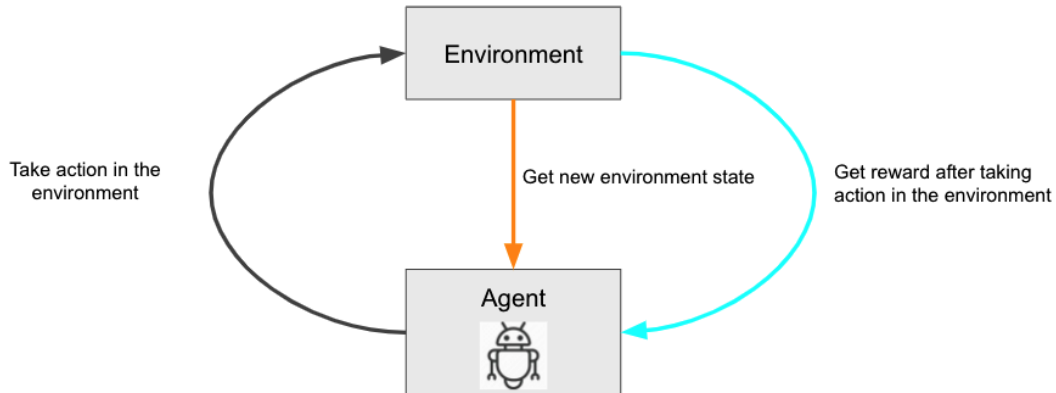 Environment
Take action in the
environment
Get new environment state
Get reward after taking
action in the environment
Agent